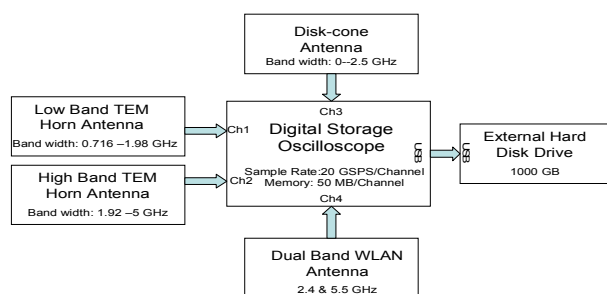 Disk-cone
Antenna
Band width: 0--2.5 GHz
Low Band TEM
Horn Antenna
Band width: 0.716 –1.98 GHz
High Band TEM
Horn Antenna
Band width: 1.92 –5 GHz
Ch3
Ch1
Digital Storage
Oscilloscope
USB
Sample Rate:20 GSPS/Channel
Memory: 50 MB/Channel
Ch2
Ch4
USB
External Hard
Disk Drive
1000 GB
Dual Band WLAN
Antenna
2.4 & 5.5 GHz